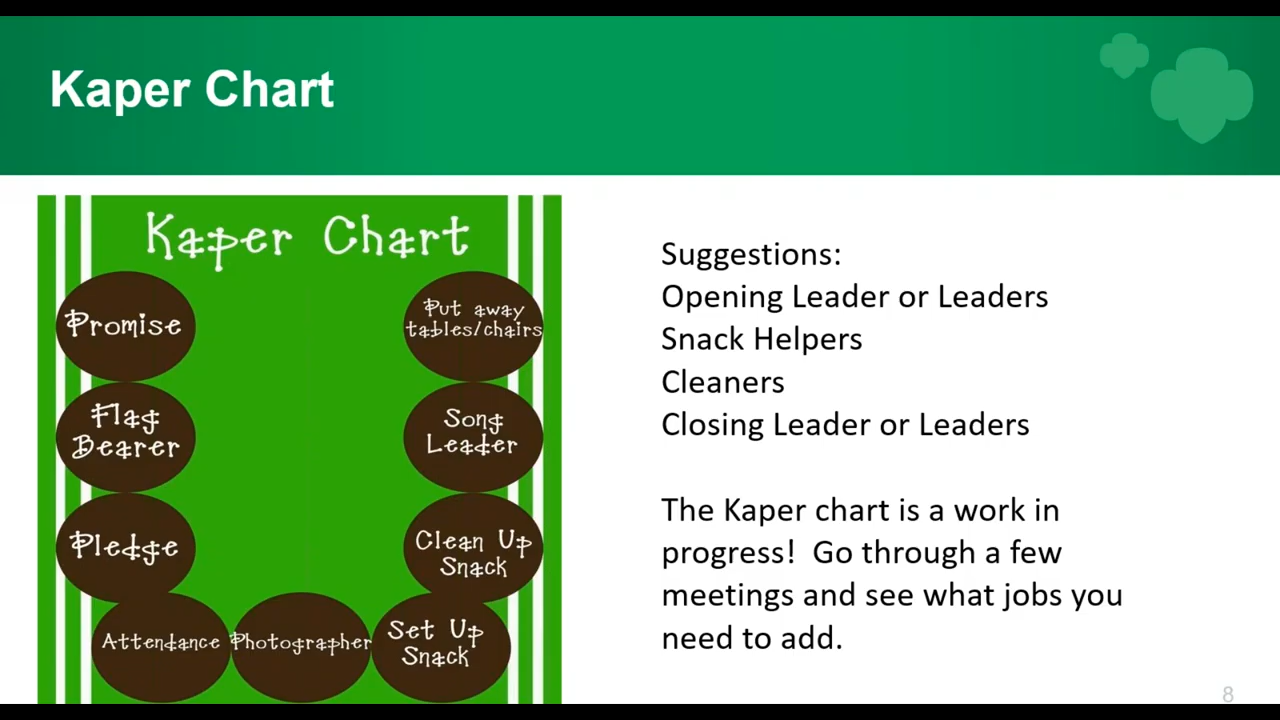 Kaper Chart
Kaper Chart
Promise
Flag
Bearer
Pledge
Attendance
Photographer
Set Up
Snack
Clean Up
Snack
Song
Leader
Put away
tables/chairs
Suggestions:
Opening Leader or Leaders
Snack Helpers
Cleaners
Closing Leader or Leaders
The Kaper chart is a work in
progress!  Go through a few
meetings and see what jobs you
need to add.
8